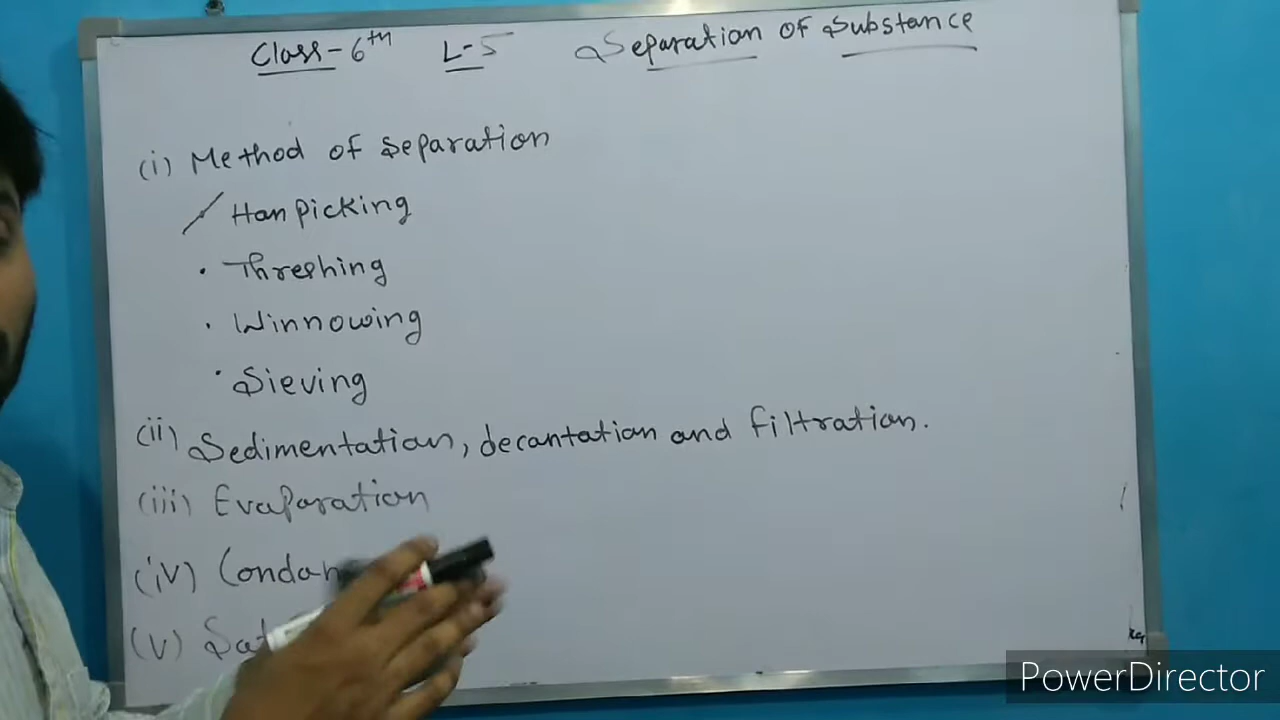 Class-6th L-5 Separation of Substance
(i) Method of Separation
Hanpicking
• Threshing
• Winnowing
• Sieving
(ii) Sedimentation, decantation and filtration.
(iii) Evaparation
(iv)
(v)
PowerDirector